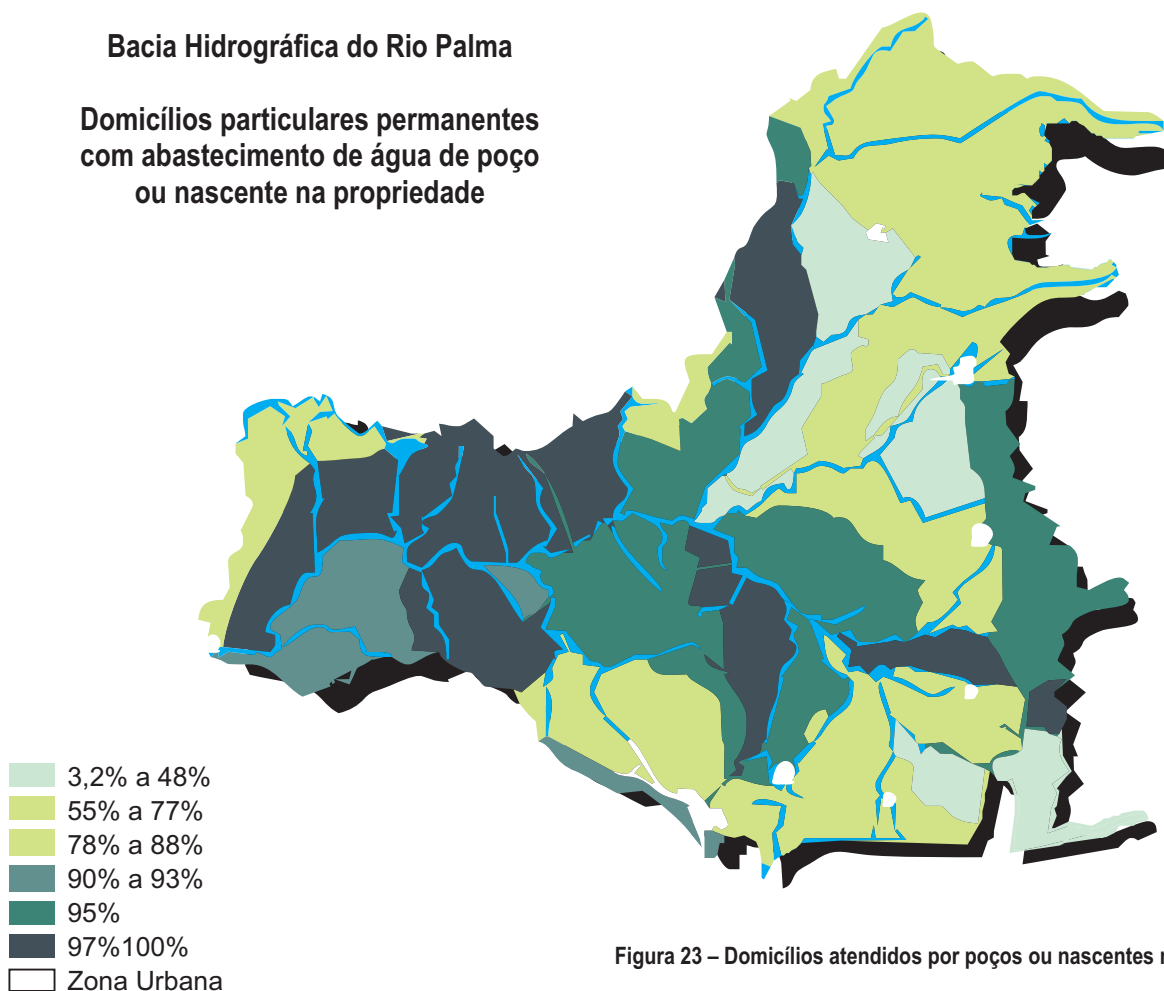 Bacia Hidrográfica do Rio Palma
Domicílios particulares permanentes
com abastecimento de água de poço
ou nascente na propriedade
3,2% a 48%
55% a 77%
78% a 88%
90% a 93%
95%
97%100%
Zona Urbana
Figura 23 – Domicílios atendidos por poços ou nascentes